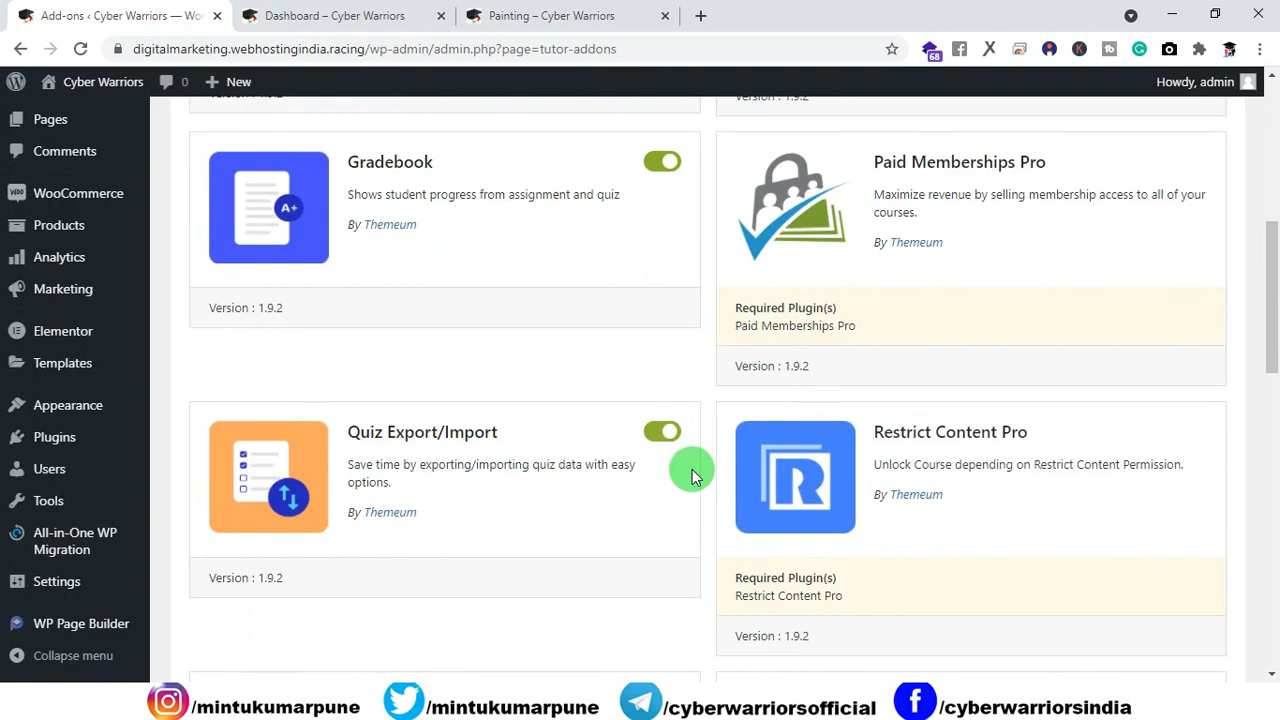 Add-ons ‹ Cyber Warriors — Wo
Dashboard – Cyber Warriors
Painting – Cyber Warriors
digitalmarketing.webhostingindia.racing/wp-admin/admin.php?page=tutor-addons
68
Cyber Warriors
0
New
Howdy, admin
Pages
Comments
WooCommerce
Products
Analytics
Marketing
Elementor
Templates
Appearance
Plugins
Users
Tools
All-in-One WP
Migration
Settings
WP Page Builder
Collapse menu
Gradebook
Shows student progress from assignment and quiz
By Themeum
A+
Version : 1.9.2
Paid Memberships Pro
Maximize revenue by selling membership access to all of your
courses.
By Themeum
Required Plugin(s)
Paid Memberships Pro
Version : 1.9.2
Quiz Export/Import
Save time by exporting/importing quiz data with easy
options.
By Themeum
Version : 1.9.2
Restrict Content Pro
Unlock Course depending on Restrict Content Permission.
By Themeum
R
Required Plugin(s)
Restrict Content Pro
Version : 1.9.2
/mintukumarpune
/mintukumarpune
/cyberwarriorsofficial
/cyberwarriorsindia